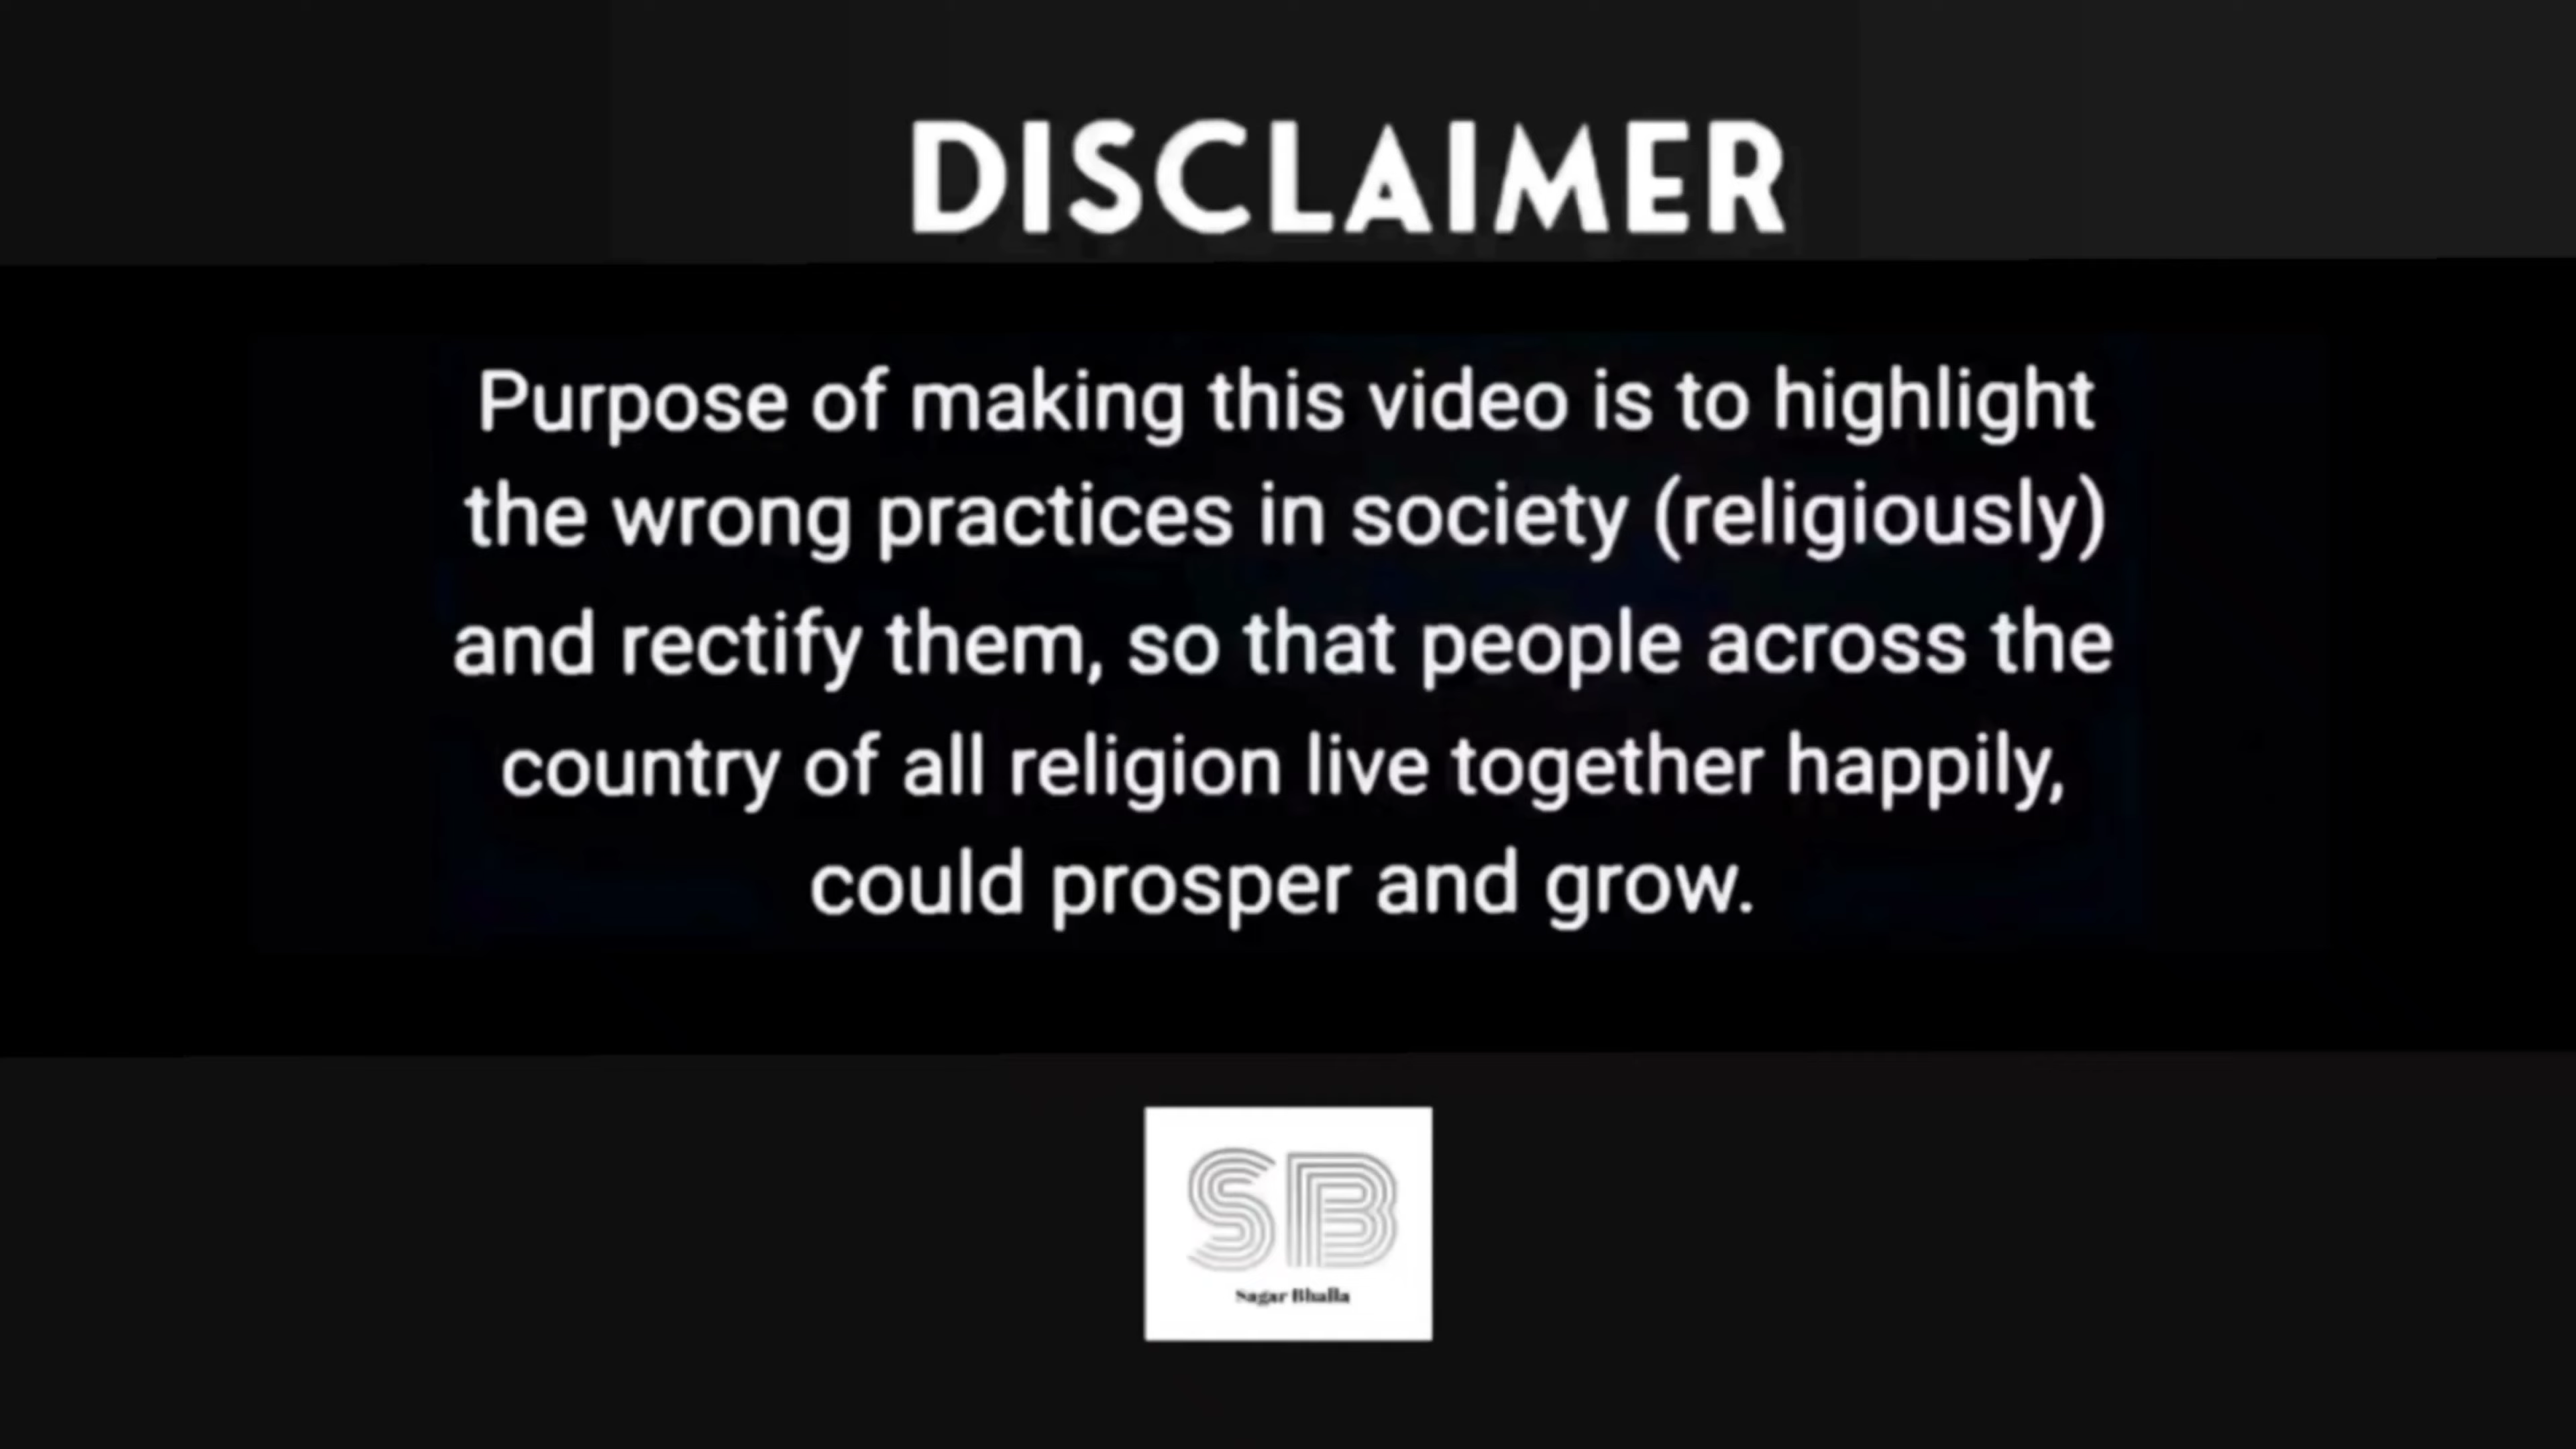 DISCLAIMER
Purpose of making this video is to highlight
the wrong practices in society (religiously)
and rectify them, so that people across the
country of all religion live together happily,
could prosper and grow.
SB
Sagar Bhalla